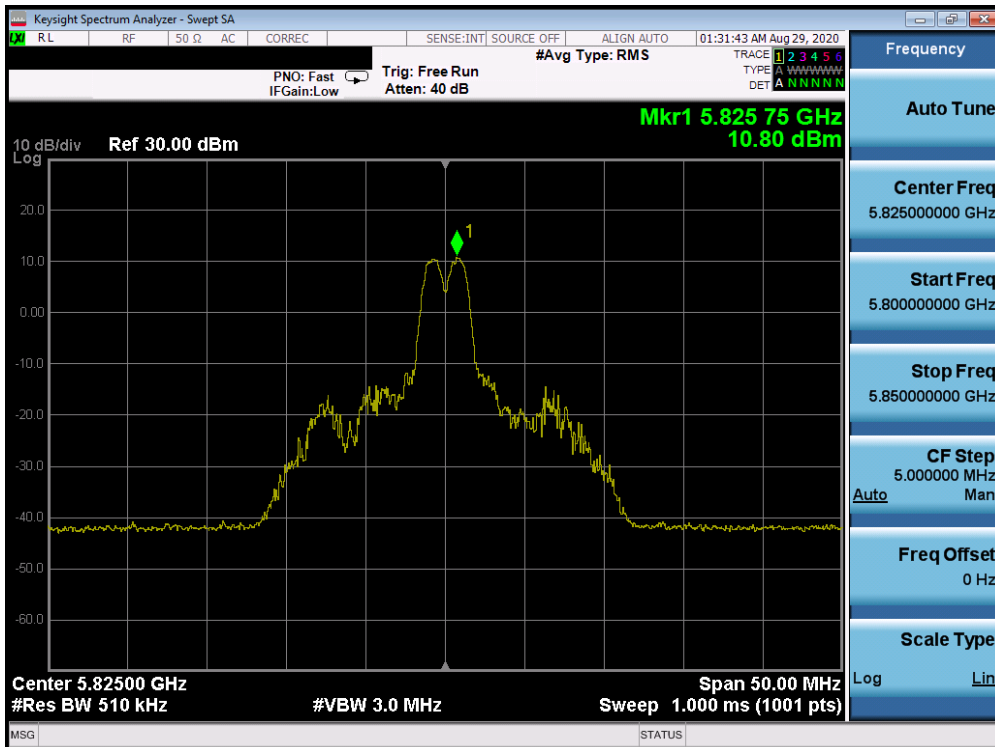 Keysight Spectrum Analyzer - Swept SA
LXI RL RF 50 Ω AC CORREC SENSE:INT SOURCE OFF ALIGN AUTO 01:31:43 AM Aug 29, 2020
#Avg Type: RMS
TRACE 1 2 3 4 5 6
PNO: Fast Trig: Free Run
TYPE A WWWWW
IFGain:Low Atten: 40 dB
DET A N N N N N
Mkr1 5.825 75 GHz
10.80 dBm
10 dB/div Ref 30.00 dBm
Log
1
20.0
10.0
0.00
-10.0
-20.0
-30.0
-40.0
-50.0
-60.0
Center 5.82500 GHz Span 50.00 MHz
#Res BW 510 kHz #VBW 3.0 MHz Sweep 1.000 ms (1001 pts)
MSG STATUS
Frequency
Auto Tune
Center Freq
5.825000000 GHz
Start Freq
5.800000000 GHz
Stop Freq
5.850000000 GHz
CF Step
5.000000 MHz
Auto Man
Freq Offset
0 Hz
Scale Type
Log Lin